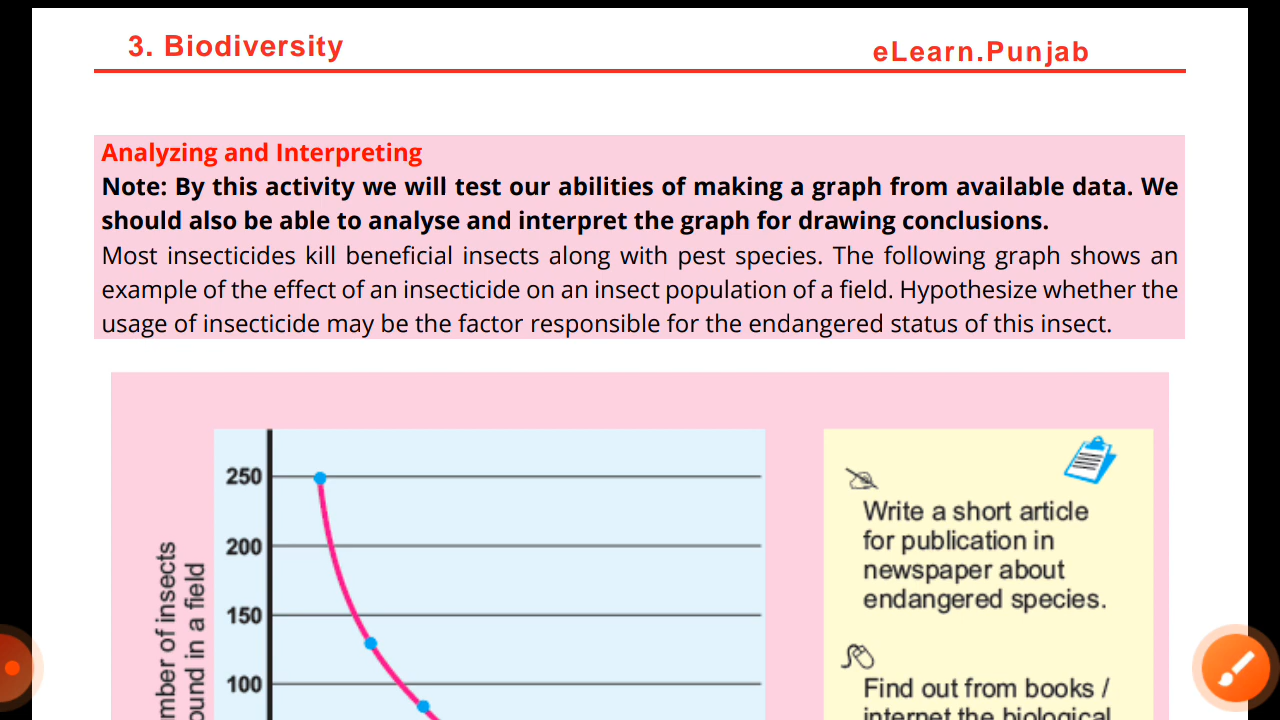 3. Biodiversity
eLearn.Punjab
Analyzing and Interpreting
Note: By this activity we will test our abilities of making a graph from available data. We
should also be able to analyse and interpret the graph for drawing conclusions.
Most insecticides kill beneficial insects along with pest species. The following graph shows an
example of the effect of an insecticide on an insect population of a field. Hypothesize whether the
usage of insecticide may be the factor responsible for the endangered status of this insect.
250
200
150
100
of insects
in a field
Write a short article
for publication in
newspaper about
endangered species.
Find out from books /
internet the biological